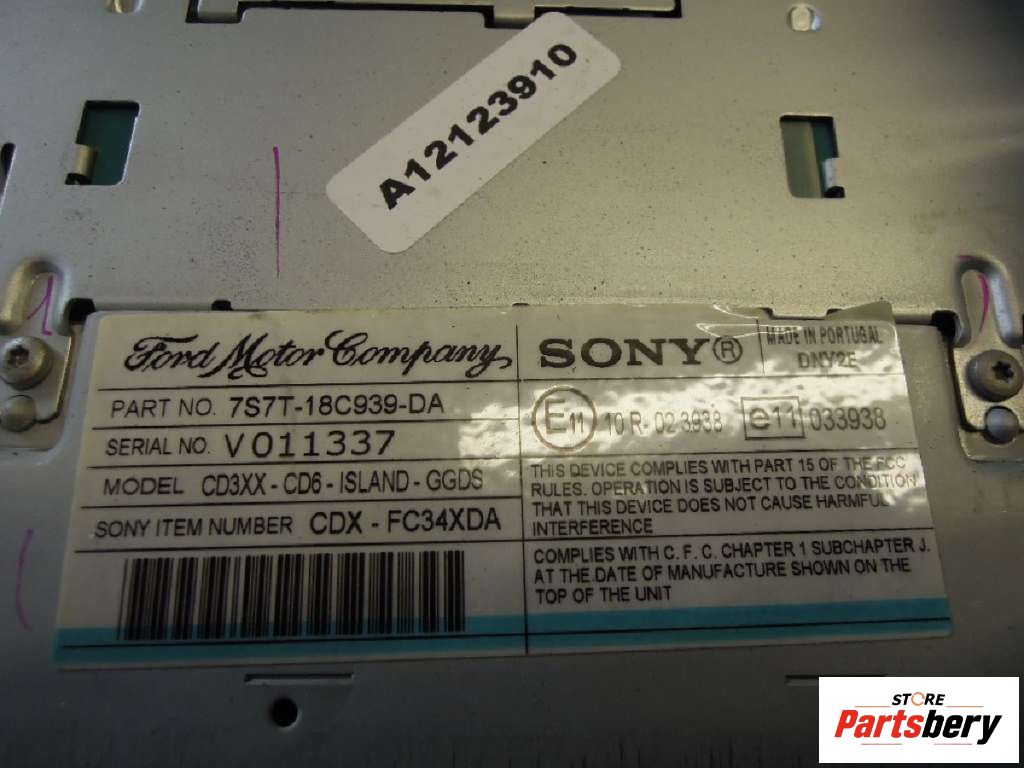 A12123910
Ford Motor Company
SONY®
MADE IN PORTUGAL
DNY2E
PART NO. 7S7T-18C939-DA
SERIAL NO. V011337
MODEL CD3XX - CD6 - ISLAND - GGDS
SONY ITEM NUMBER CDX - FC34XDA
E11 10 R - 02 3938 e11 033938
THIS DEVICE COMPLIES WITH PART 15 OF THE FCC
RULES. OPERATION IS SUBJECT TO THE CONDITION
THAT THIS DEVICE DOES NOT CAUSE HARMFUL
INTERFERENCE
COMPLIES WITH C. F. C. CHAPTER 1 SUBCHAPTER J.
AT THE DATE OF MANUFACTURE SHOWN ON THE
TOP OF THE UNIT
STORE
Partsbery